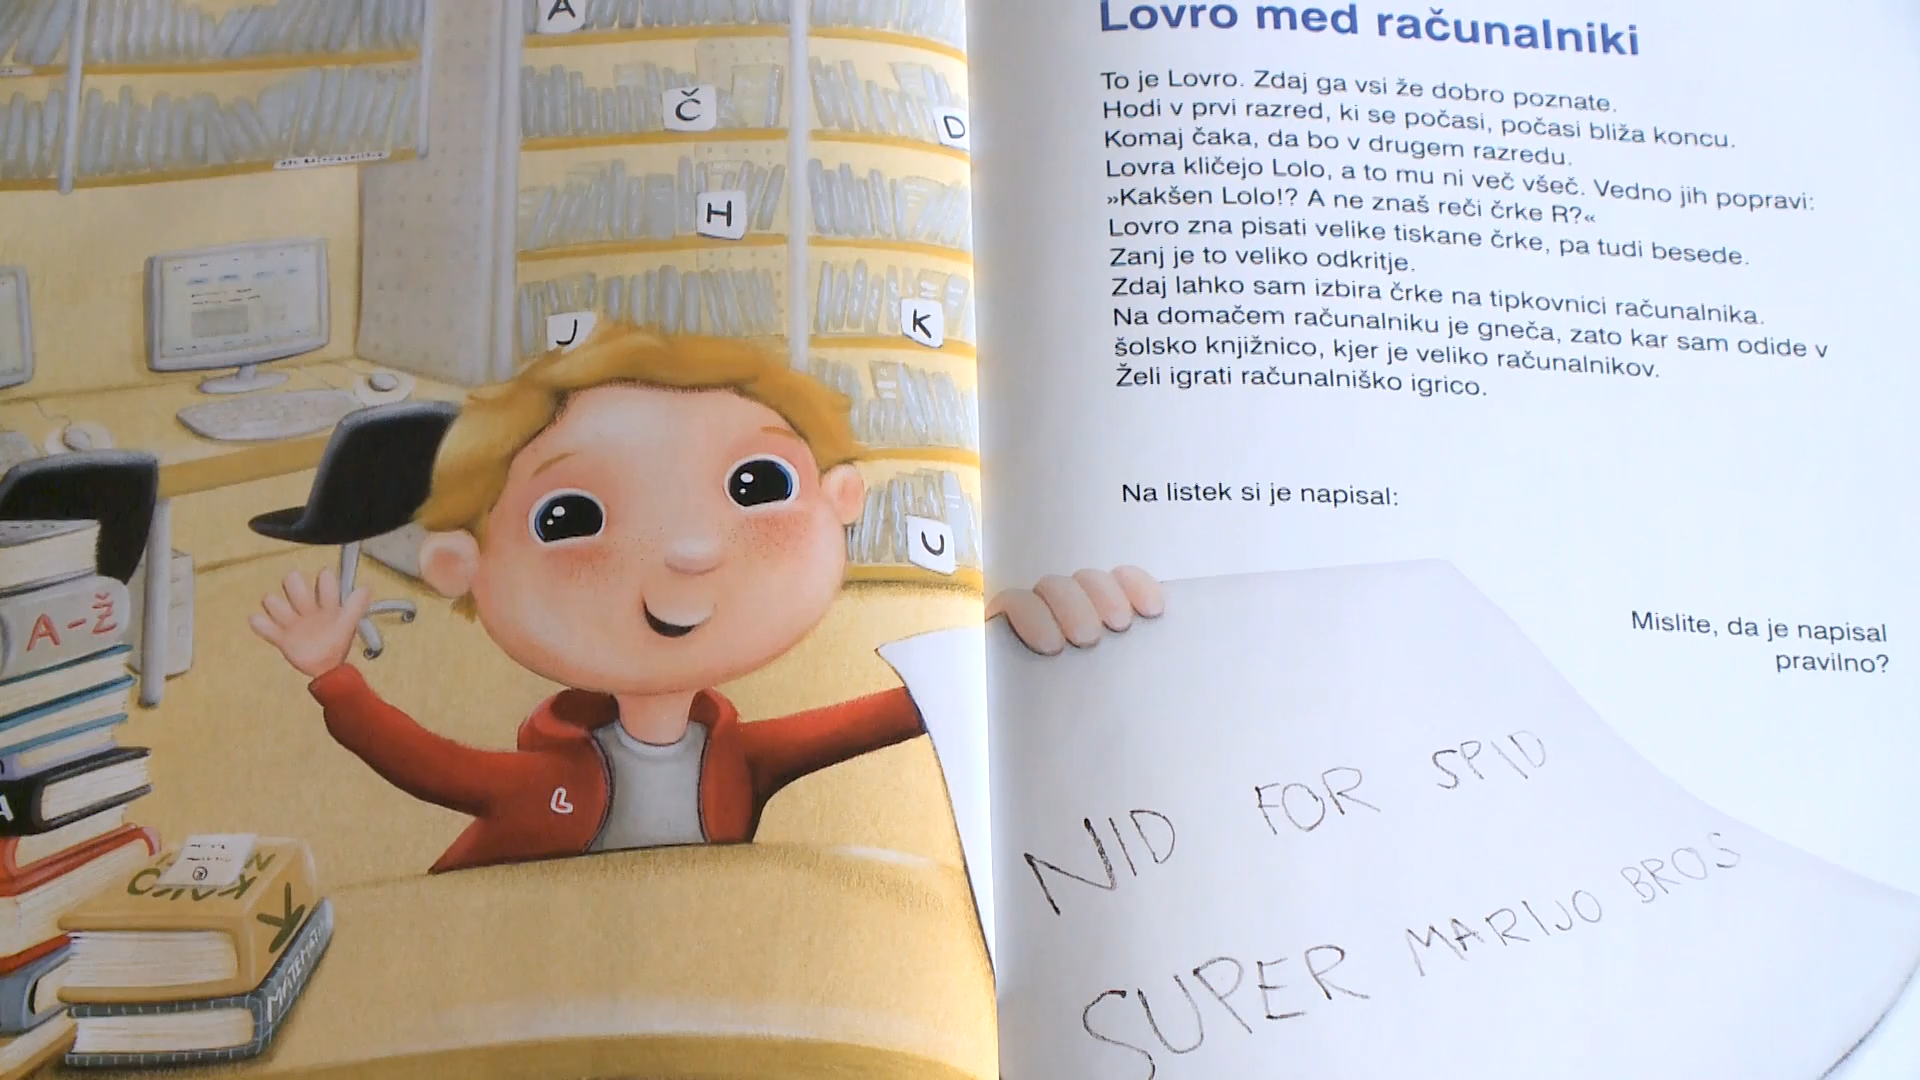 A
Č
D
H
J
K
U
A-Ž
MATEMATI
K
Lovro med računalniki
To je Lovro. Zdaj ga vsi že dobro poznate.
Hodi v prvi razred, ki se počasi, počasi bliža koncu.
Komaj čaka, da bo v drugem razredu.
Lovra kličejo Lolo, a to mu ni več všeč. Vedno jih popravi:
»Kakšen Lolo!? A ne znaš reči črke R?«
Lovro zna pisati velike tiskane črke, pa tudi besede.
Zanj je to veliko odkritje.
Zdaj lahko sam izbira črke na tipkovnici računalnika.
Na domačem računalniku je gneča, zato kar sam odide v
šolsko knjižnico, kjer je veliko računalnikov.
Želi igrati računalniško igrico.
Na listek si je napisal:
Mislite, da je napisal
pravilno?
NID FOR SPID
SUPER MARIJO BROS